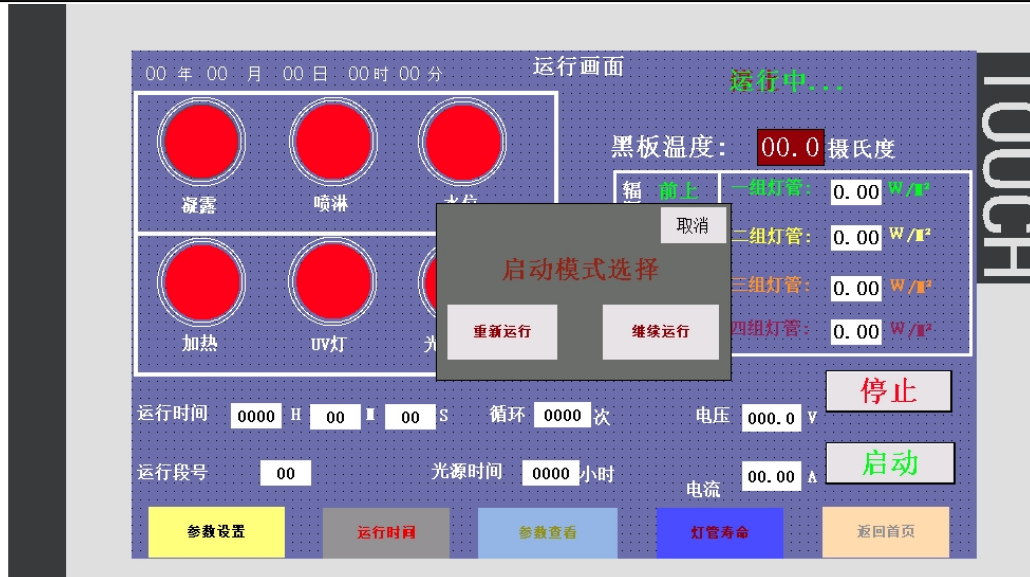 00 年 00 月 00 日 00 时 00 分
运行画面
运行中...
黑板温度: 00.0 摄氏度
凝露
喷淋
水位
辐 前上
一组灯管: 0.00 W/M²
二组灯管: 0.00 W/M²
三组灯管: 0.00 W/M²
四组灯管: 0.00 W/M²
取消
启动模式选择
重新运行
继续运行
加热
UV灯
光
停止
运行时间 0000 H 00 M 00 S
循环 0000 次
电压 000.0 V
启动
运行段号 00
光源时间 0000 小时
电流 00.00 A
参数设置
运行时间
参数查看
灯管寿命
返回首页
TOUCH